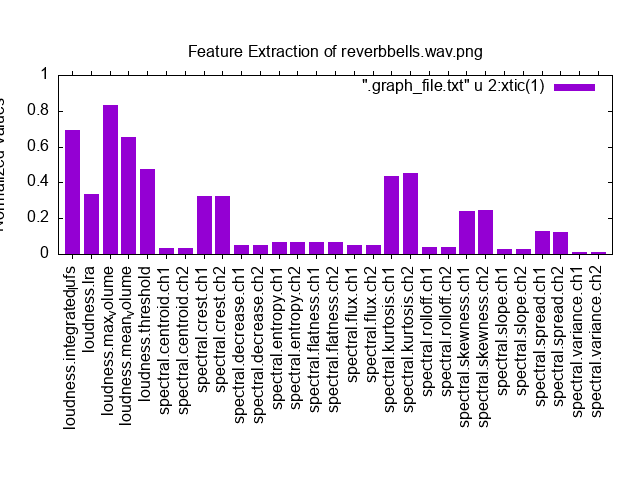 Feature Extraction of reverbbells.wav.png
".graph_file.txt" u 2:xtic(1)
Normalized Values
1
0.8
0.6
0.4
0.2
0
loudness.integratedlufs
loudness.lra
loudness.maxvolume
loudness.meanvolume
loudness.threshold
spectral.centroid.ch1
spectral.centroid.ch2
spectral.crest.ch1
spectral.crest.ch2
spectral.decrease.ch1
spectral.decrease.ch2
spectral.entropy.ch1
spectral.entropy.ch2
spectral.flatness.ch1
spectral.flatness.ch2
spectral.flux.ch1
spectral.flux.ch2
spectral.kurtosis.ch1
spectral.kurtosis.ch2
spectral.rolloff.ch1
spectral.rolloff.ch2
spectral.skewness.ch1
spectral.skewness.ch2
spectral.slope.ch1
spectral.slope.ch2
spectral.spread.ch1
spectral.spread.ch2
spectral.variance.ch1
spectral.variance.ch2